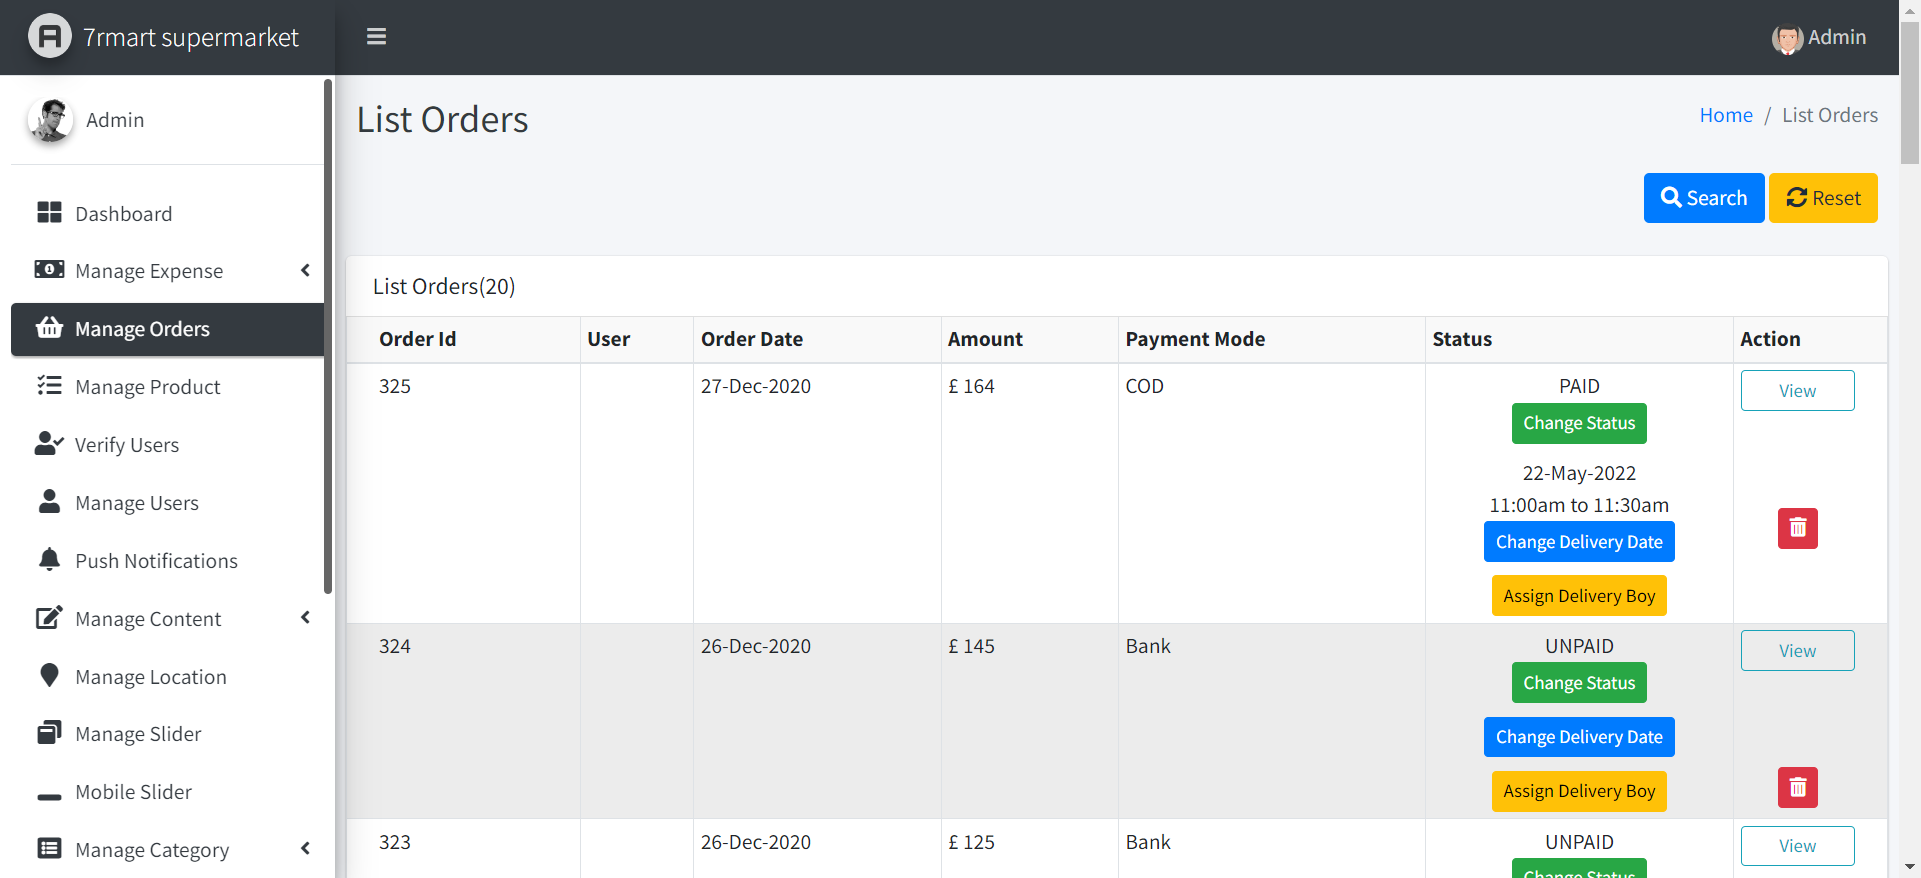 7rmart supermarket
Admin
Admin
Dashboard
Manage Expense
Manage Orders
Manage Product
Verify Users
Manage Users
Push Notifications
Manage Content
Manage Location
Manage Slider
Mobile Slider
Manage Category
List Orders
Home / List Orders
Search Reset
List Orders(20)
Order Id User Order Date Amount Payment Mode Status Action
325 27-Dec-2020 £ 164 COD PAID View
Change Status
22-May-2022
11:00am to 11:30am
Change Delivery Date
Assign Delivery Boy
324 26-Dec-2020 £ 145 Bank UNPAID View
Change Status
Change Delivery Date
Assign Delivery Boy
323 26-Dec-2020 £ 125 Bank UNPAID View
Change Status